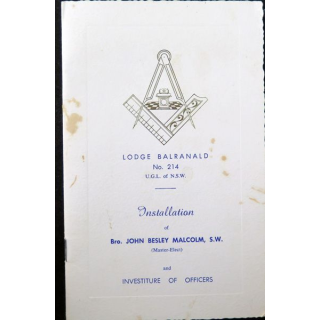 LODGE BALRANALD
No. 214
U.G.L. of N.S.W.
Installation
of
Bro. JOHN BESLEY MALCOLM, S.W.
(Master-Elect)
and
INVESTITURE OF OFFICERS